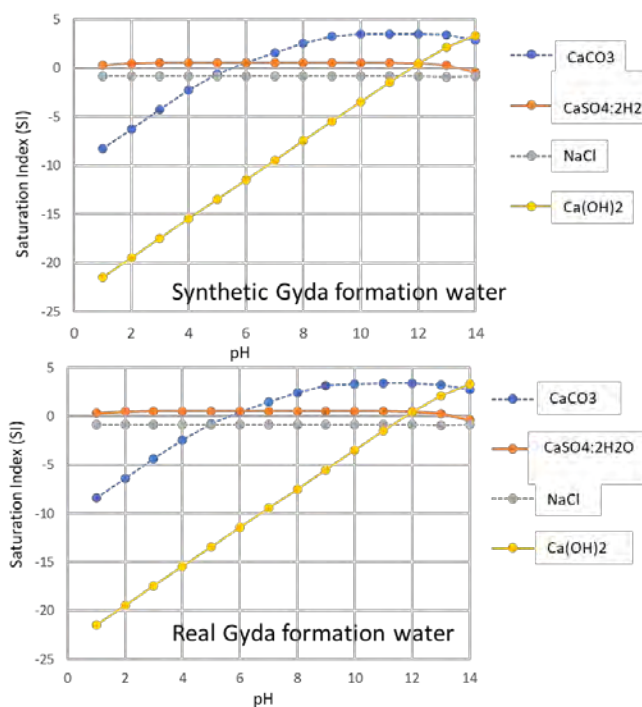 5
0
-5
-10
-15
-20
-25
Saturation Index (SI)
Synthetic Gyda formation water
0 2 4 6 8 10 12 14
pH
CaCO3
CaSO4:2H2
NaCl
Ca(OH)2
5
0
-5
-10
-15
-20
-25
Saturation Index (SI)
Real Gyda formation water
0 2 4 6 8 10 12 14
pH
CaCO3
CaSO4:2H2O
NaCl
Ca(OH)2